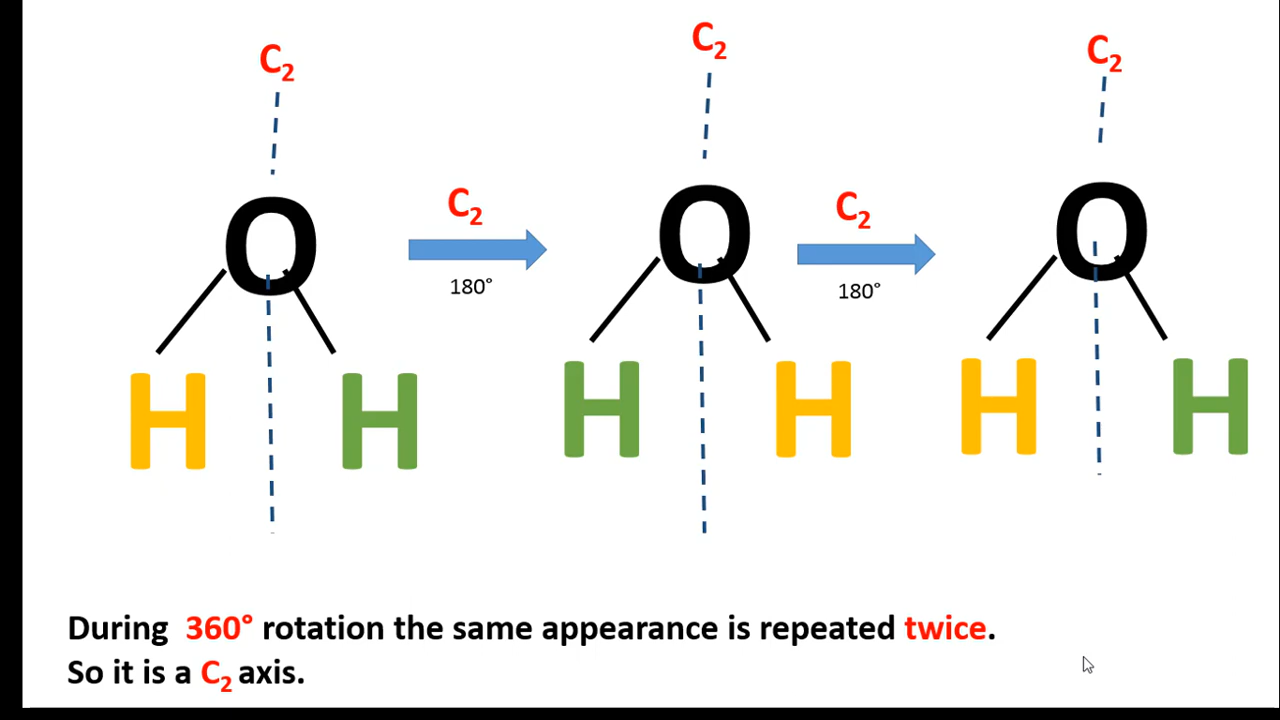 C₂ C₂ C₂
O C₂ O C₂ O
180° 180°
H H H H H H
During 360° rotation the same appearance is repeated twice.
So it is a C₂ axis.